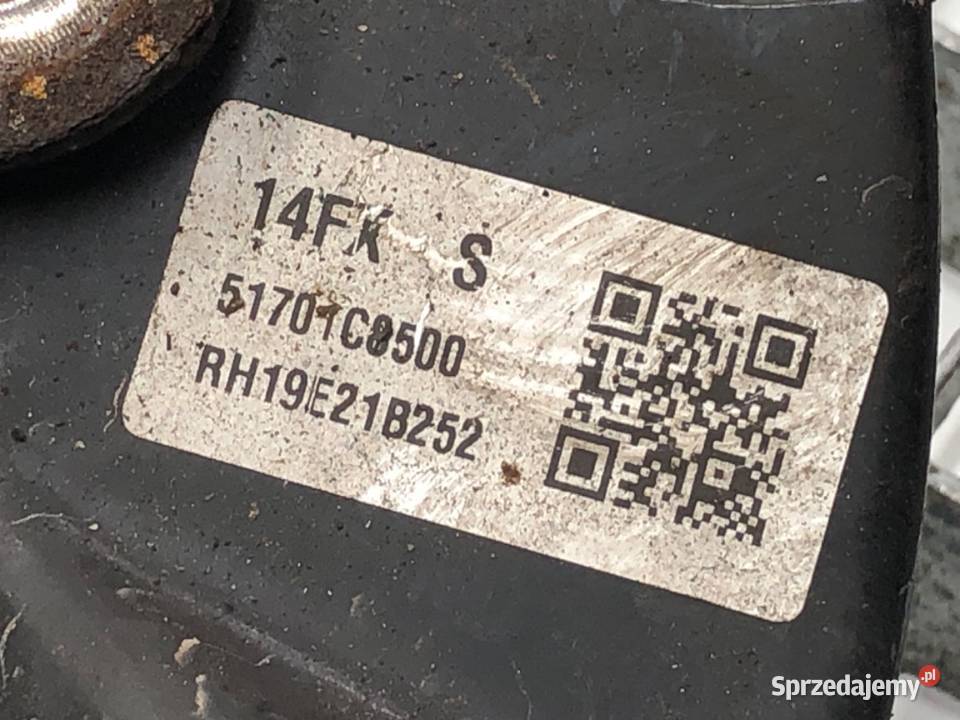 14FK S
51701C8500
RH19E21B252
Sprzedajemy.pl